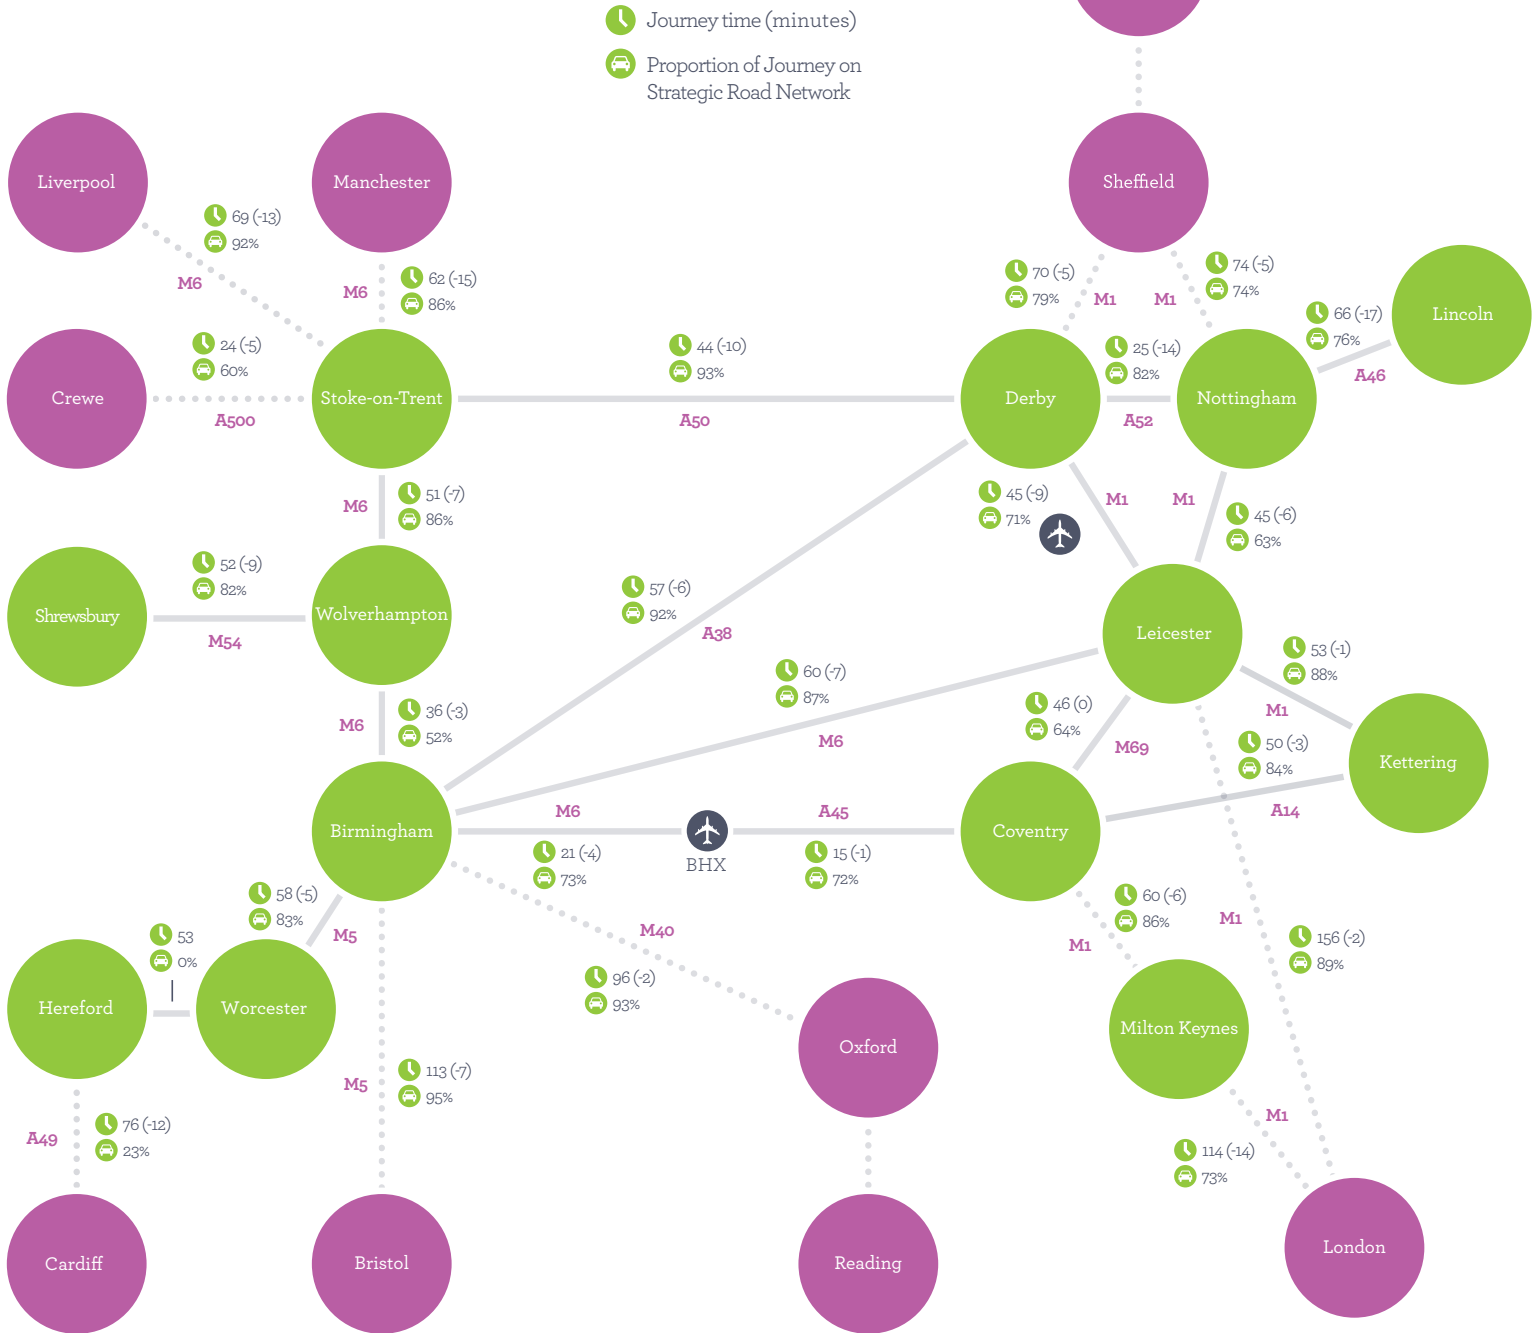 Journey time (minutes)
Proportion of Journey on
Strategic Road Network
Liverpool
Manchester
Sheffield
69 (-13)
92%
M6
M6
62 (-15)
86%
70 (-5)
79%
M1
M1
74 (-5)
74%
66 (-17)
76%
A46
Lincoln
24 (-5)
60%
Crewe
A500
Stoke-on-Trent
44 (-10)
93%
A50
Derby
25 (-14)
82%
A52
Nottingham
M6
51 (-7)
86%
45 (-9)
71%
M1
M1
45 (-6)
63%
52 (-9)
82%
Shrewsbury
M54
Wolverhampton
57 (-6)
92%
A38
Leicester
53 (-1)
88%
M1
60 (-7)
87%
M6
46 (0)
64%
M69
50 (-3)
84%
A14
Kettering
M6
36 (-3)
52%
Birmingham
M6
21 (-4)
73%
BHX
A45
15 (-1)
72%
Coventry
58 (-5)
83%
M5
53
0%
Hereford
Worcester
M40
96 (-2)
93%
60 (-6)
86%
M1
M1
156 (-2)
89%
Milton Keynes
Oxford
M5
113 (-7)
95%
A49
76 (-12)
23%
M1
114 (-14)
73%
Cardiff
Bristol
Reading
London